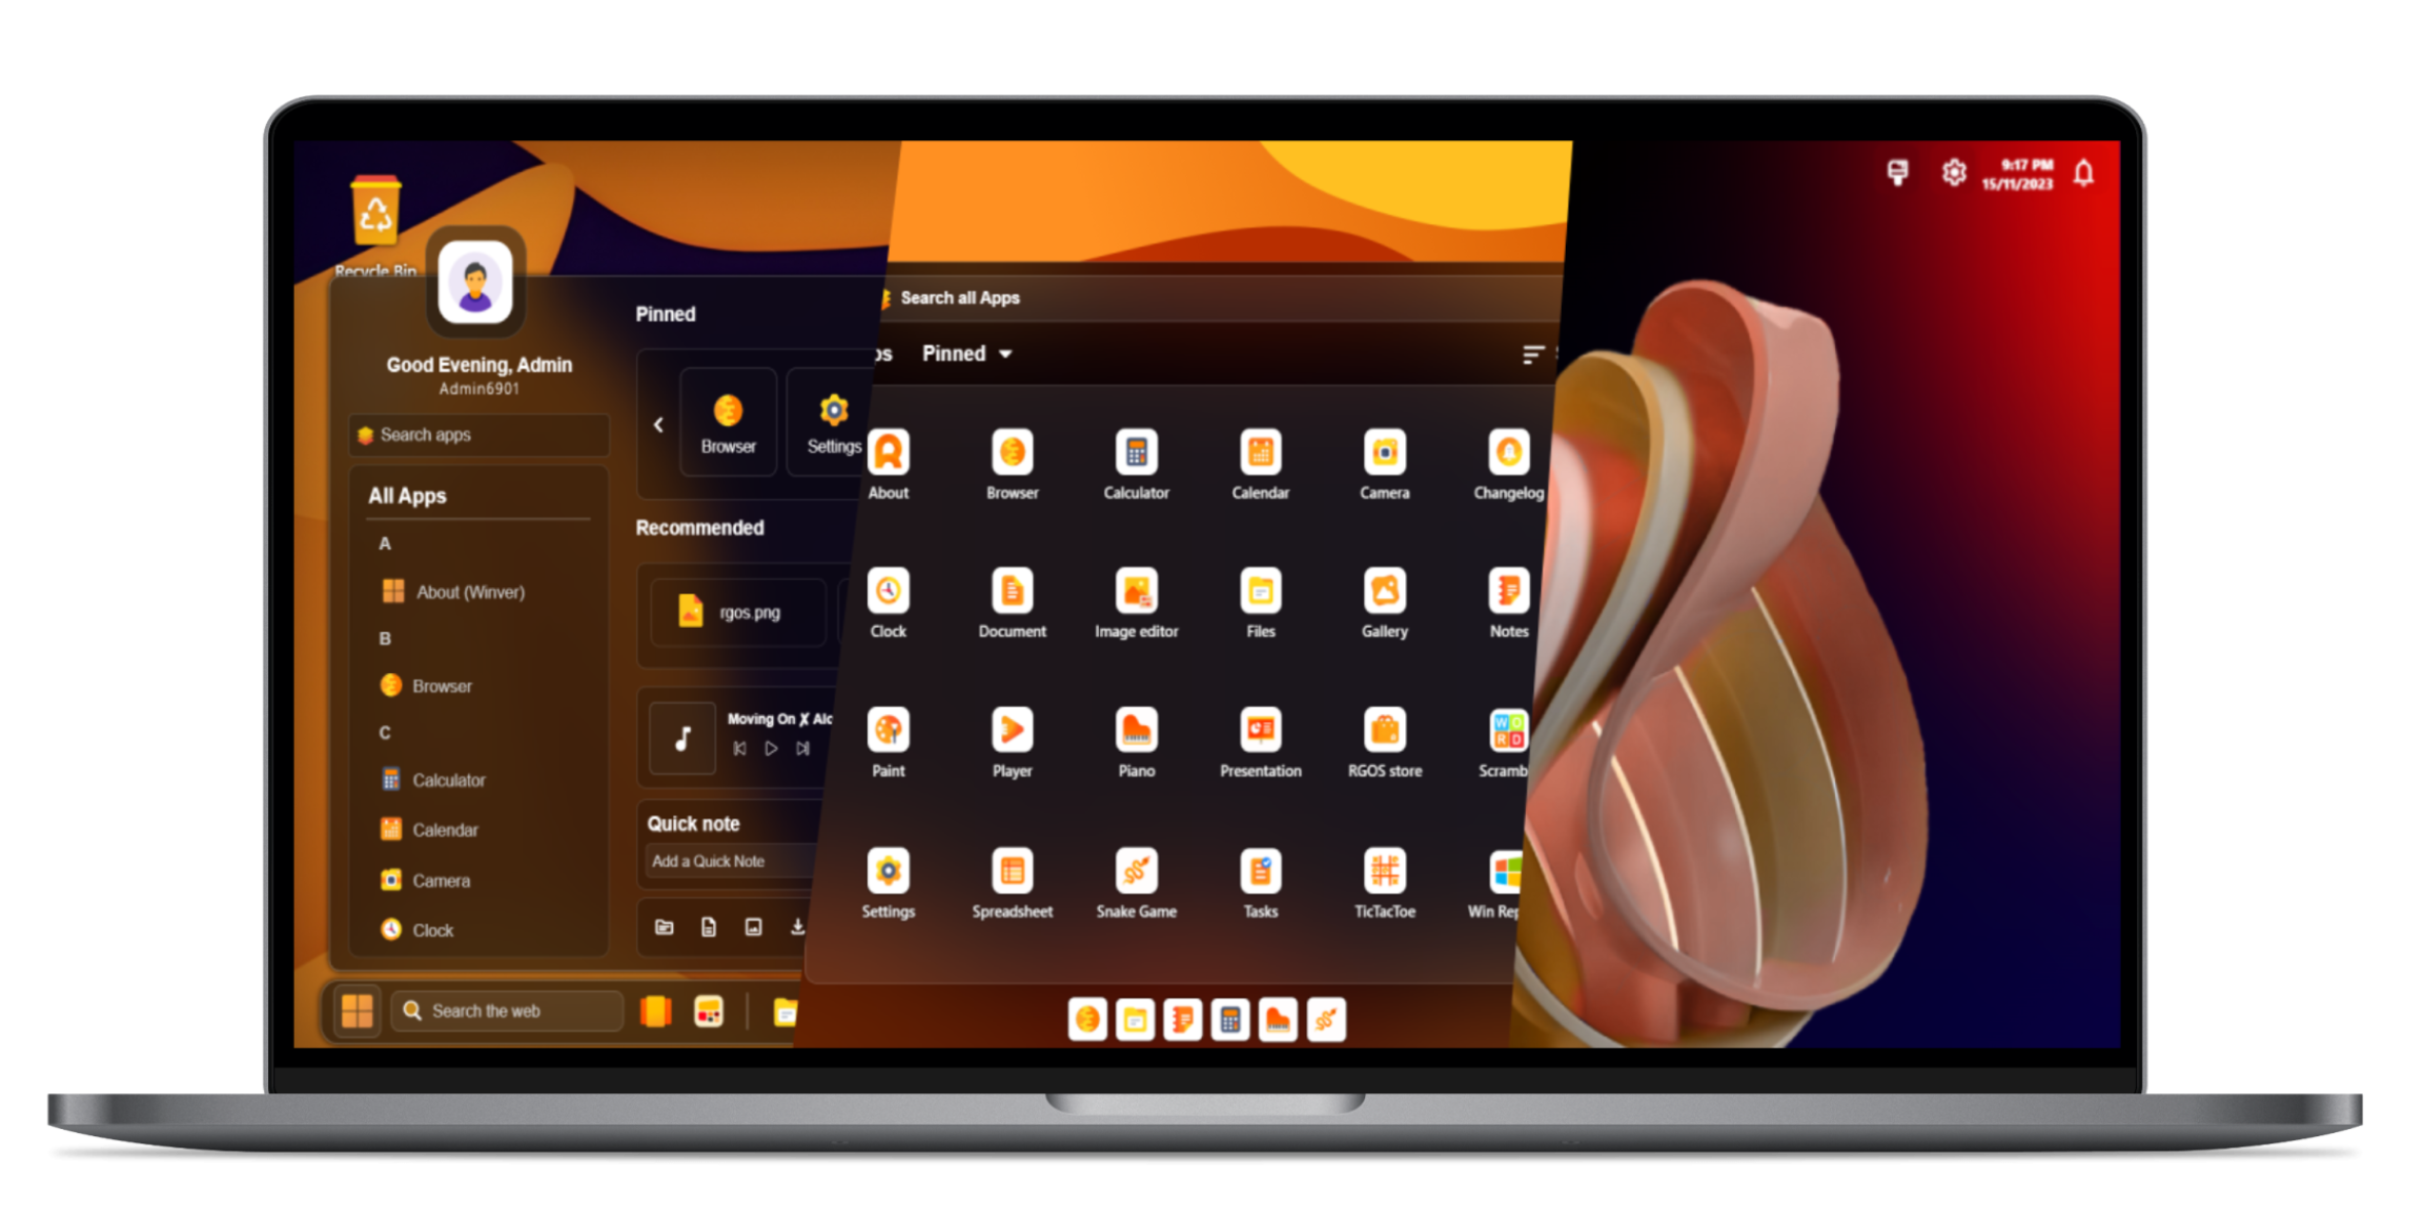 Recycle Bin
Good Evening, Admin
Admin6901
Search apps
All Apps
A
About (Winver)
B
Browser
C
Calculator
Calendar
Camera
Clock
Search the web
Pinned
Browser
Settings
Recommended
rgos.png
Moving On X Alc
Quick note
Add a Quick Note
Search all Apps
ps Pinned
About Browser Calculator Calendar Camera Changelog
Clock Document Image editor Files Gallery Notes
Paint Player Piano Presentation RGOS store Scramb
WORD
Settings Spreadsheet Snake Game Tasks TicTacToe Win Rep
9:17 PM
15/11/2023